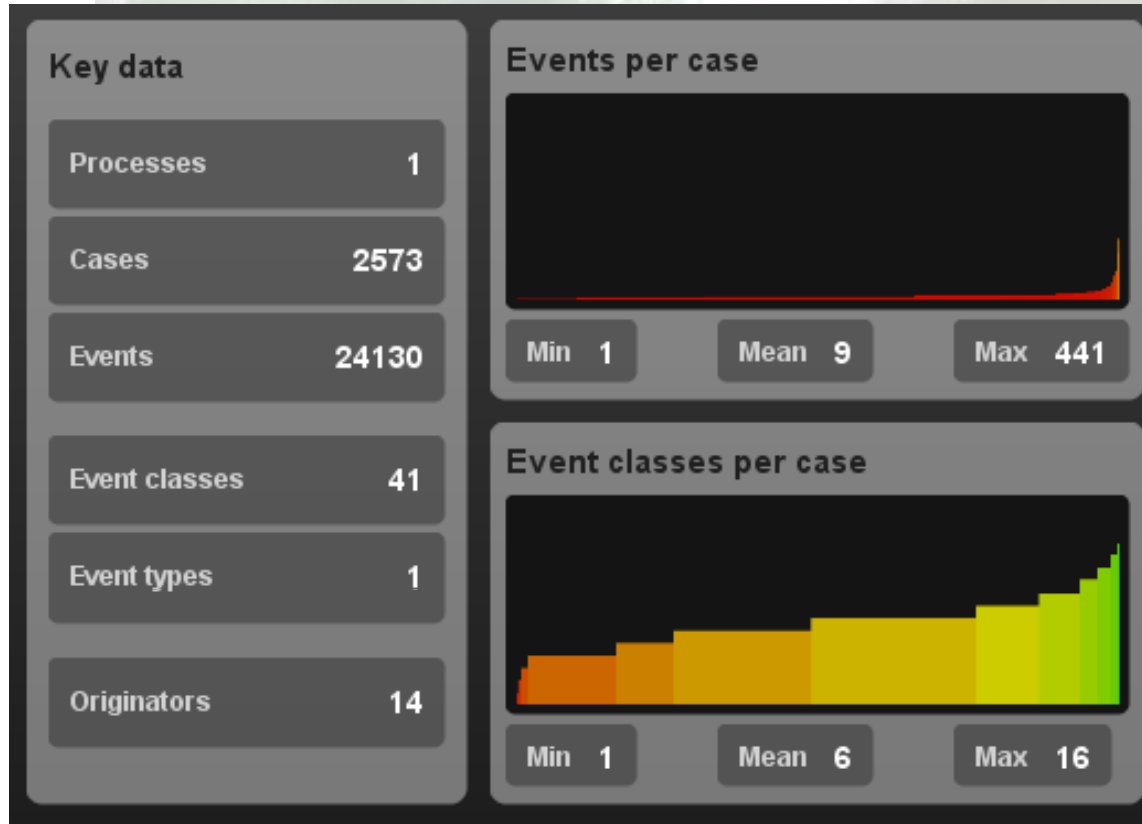 Key data
Processes 1
Cases 2573
Events 24130
Event classes 41
Event types 1
Originators 14
Events per case
Min 1 Mean 9 Max 441
Event classes per case
Min 1 Mean 6 Max 16